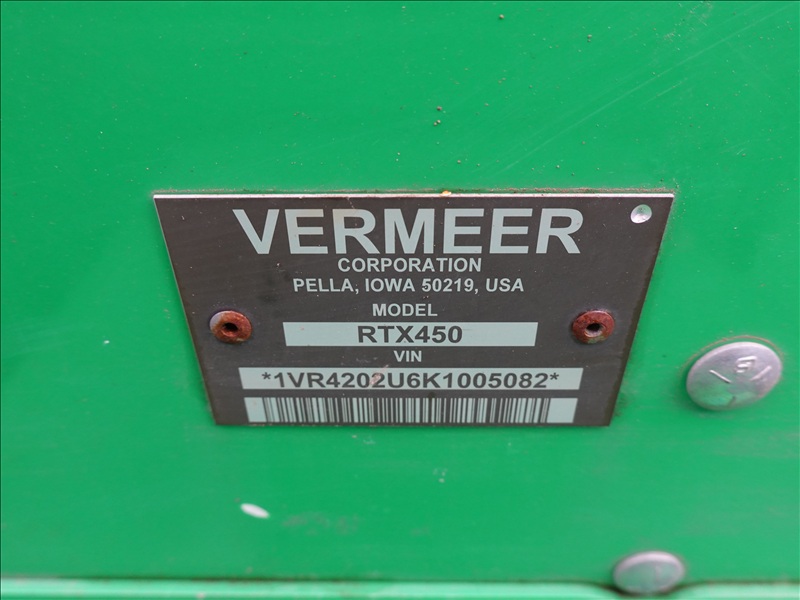 VERMEER
CORPORATION
PELLA, IOWA 50219, USA
MODEL
RTX450
VIN
*1VR4202U6K1005082*